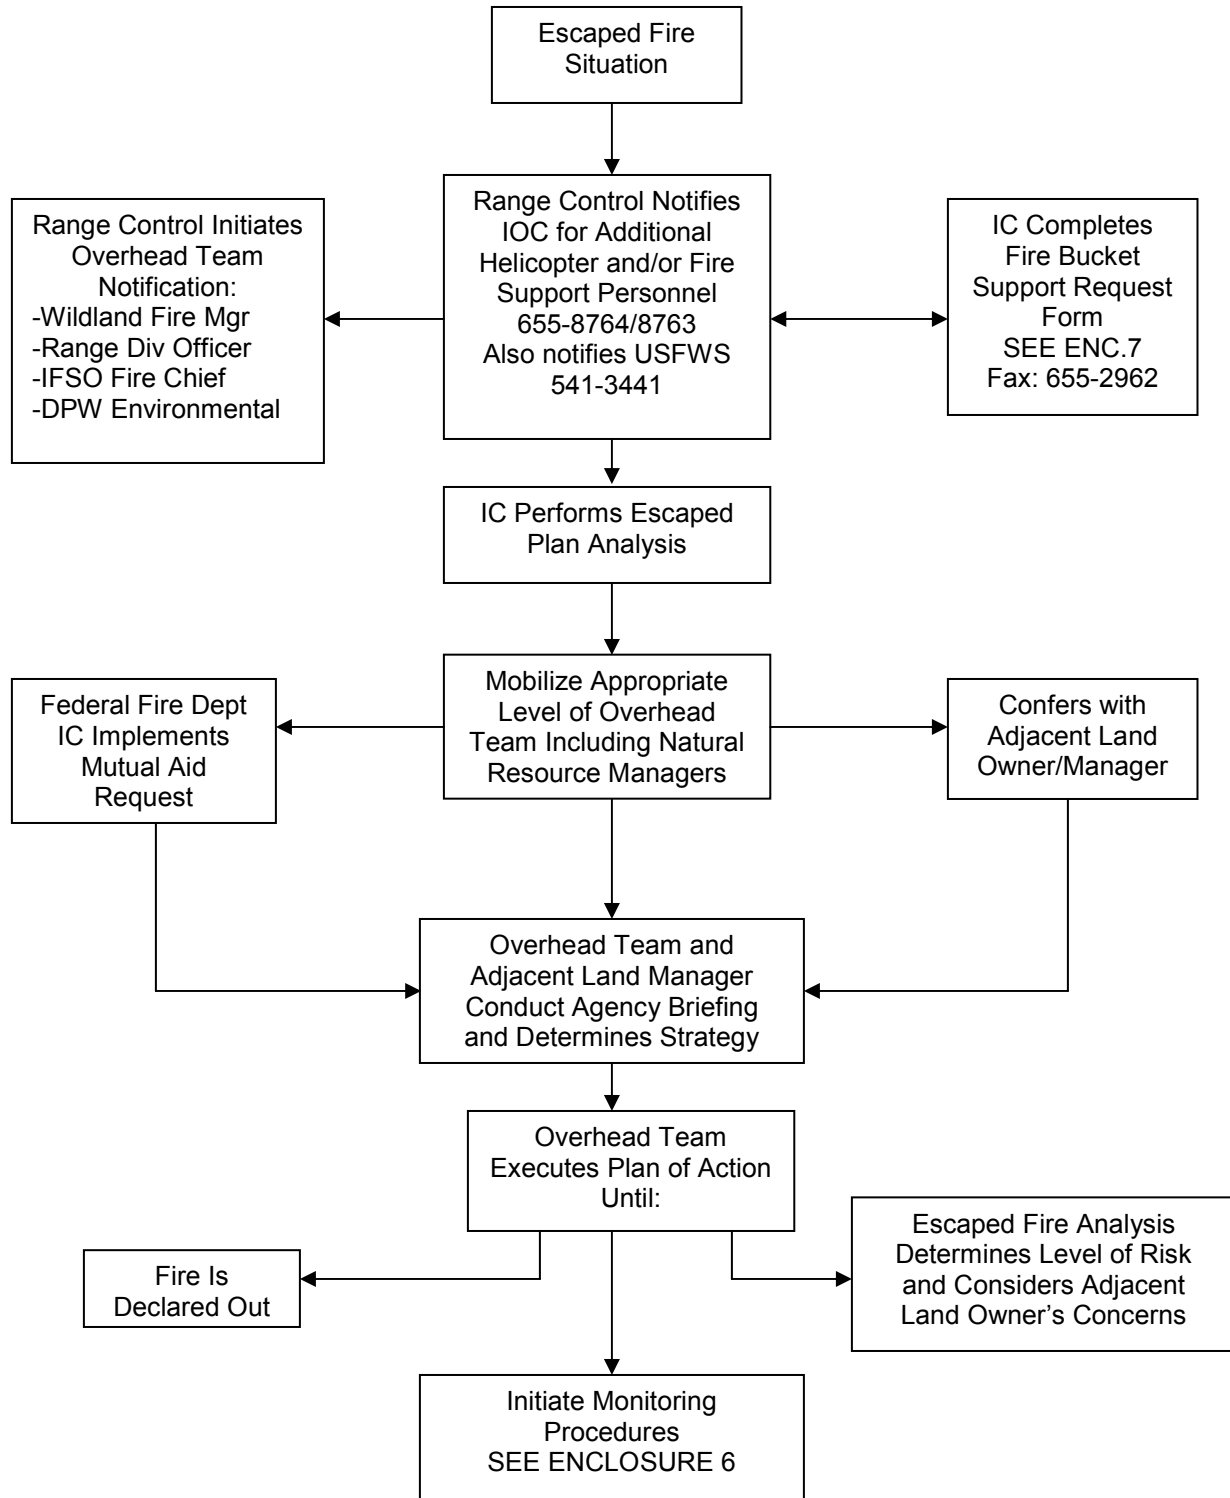 Escaped Fire
Situation
Range Control Initiates
Overhead Team
Notification:
-Wildland Fire Mgr
-Range Div Officer
-IFSO Fire Chief
-DPW Environmental
Range Control Notifies
IOC for Additional
Helicopter and/or Fire
Support Personnel
655-8764/8763
Also notifies USFWS
541-3441
IC Completes
Fire Bucket
Support Request
Form
SEE ENC.7
Fax: 655-2962
IC Performs Escaped
Plan Analysis
Federal Fire Dept
IC Implements
Mutual Aid
Request
Mobilize Appropriate
Level of Overhead
Team Including Natural
Resource Managers
Confers with
Adjacent Land
Owner/Manager
Overhead Team and
Adjacent Land Manager
Conduct Agency Briefing
and Determines Strategy
Overhead Team
Executes Plan of Action
Until:
Fire Is
Declared Out
Escaped Fire Analysis
Determines Level of Risk
and Considers Adjacent
Land Owner’s Concerns
Initiate Monitoring
Procedures
SEE ENCLOSURE 6